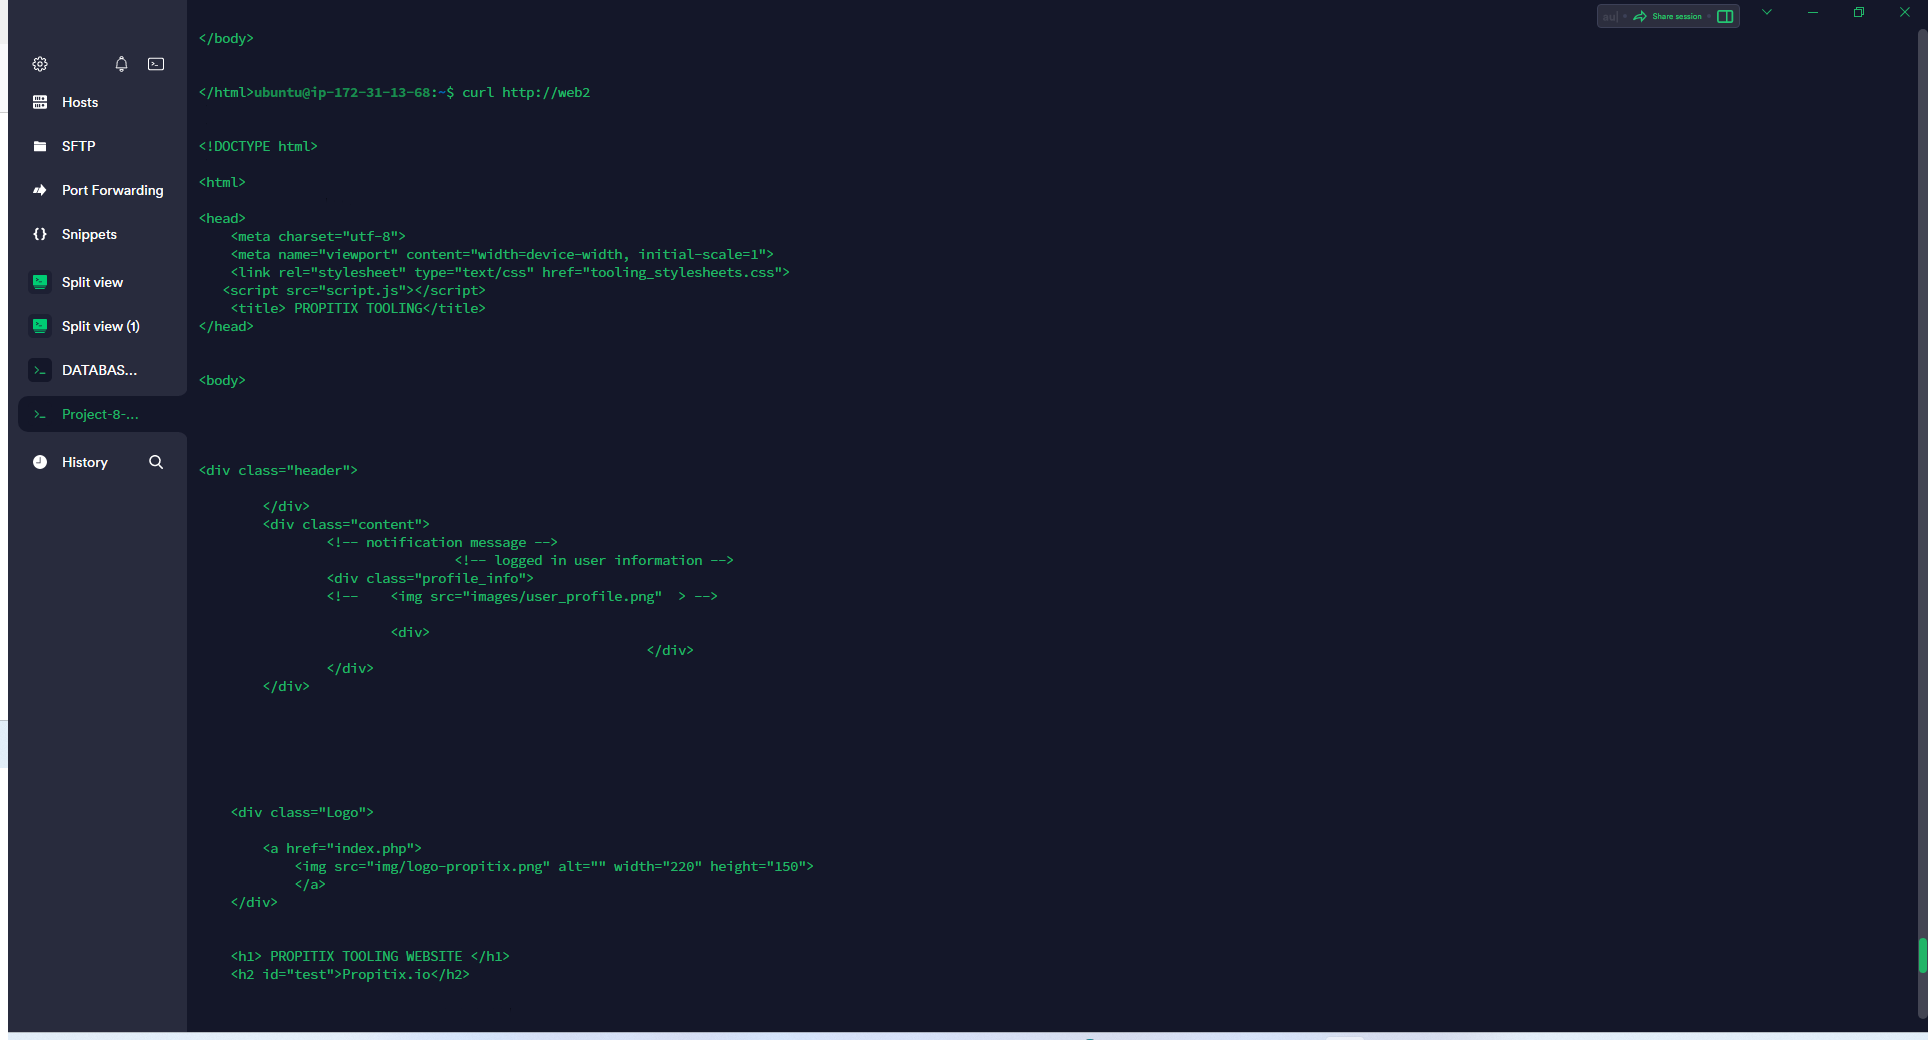 Share session
Hosts
SFTP
Port Forwarding
Snippets
Split view
Split view (1)
DATABAS...
Project-8-...
History
</body>
</html>ubuntu@ip-172-31-13-68:~$ curl http://web2
<!DOCTYPE html>
<html>
<head>
    <meta charset="utf-8">
    <meta name="viewport" content="width=device-width, initial-scale=1">
    <link rel="stylesheet" type="text/css" href="tooling_stylesheets.css">
   <script src="script.js"></script>
    <title> PROPITIX TOOLING</title>
</head>
<body>
<div class="header">
        </div>
        <div class="content">
                <!-- notification message -->
                                <!-- logged in user information -->
                <div class="profile_info">
                <!--    <img src="images/user_profile.png"  > -->
                        <div>
                                                        </div>
                </div>
        </div>
    <div class="Logo">
        <a href="index.php">
            <img src="img/logo-propitix.png" alt="" width="220" height="150">
            </a>
    </div>
    <h1> PROPITIX TOOLING WEBSITE </h1>
    <h2 id="test">Propitix.io</h2>